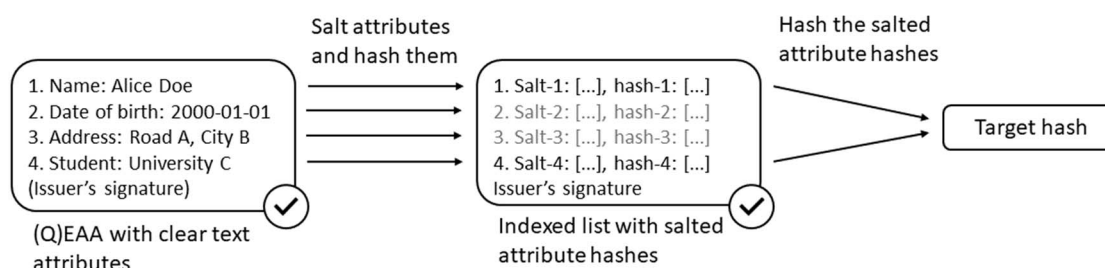 Salt attributes
and hash them
Hash the salted
attribute hashes
1. Name: Alice Doe
2. Date of birth: 2000-01-01
3. Address: Road A, City B
4. Student: University C
(Issuer’s signature)
1. Salt-1: [...], hash-1: [...]
2. Salt-2: [...], hash-2: [...]
3. Salt-3: [...], hash-3: [...]
4. Salt-4: [...], hash-4: [...]
Issuer’s signature
Target hash
(Q)EAA with clear text
attributes
Indexed list with salted
attribute hashes